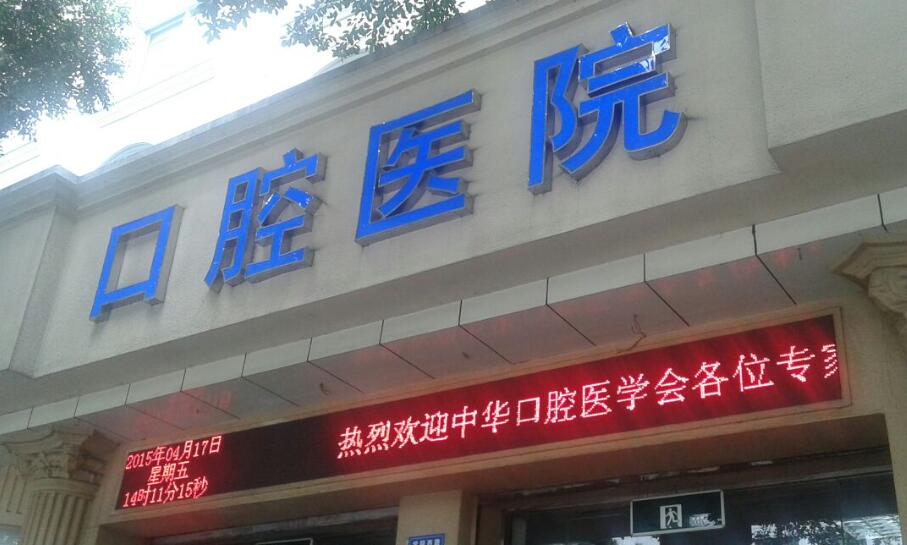 口腔医院
2015年04月17日
星期五
14时11分15秒
热烈欢迎中华口腔医学会各位专家